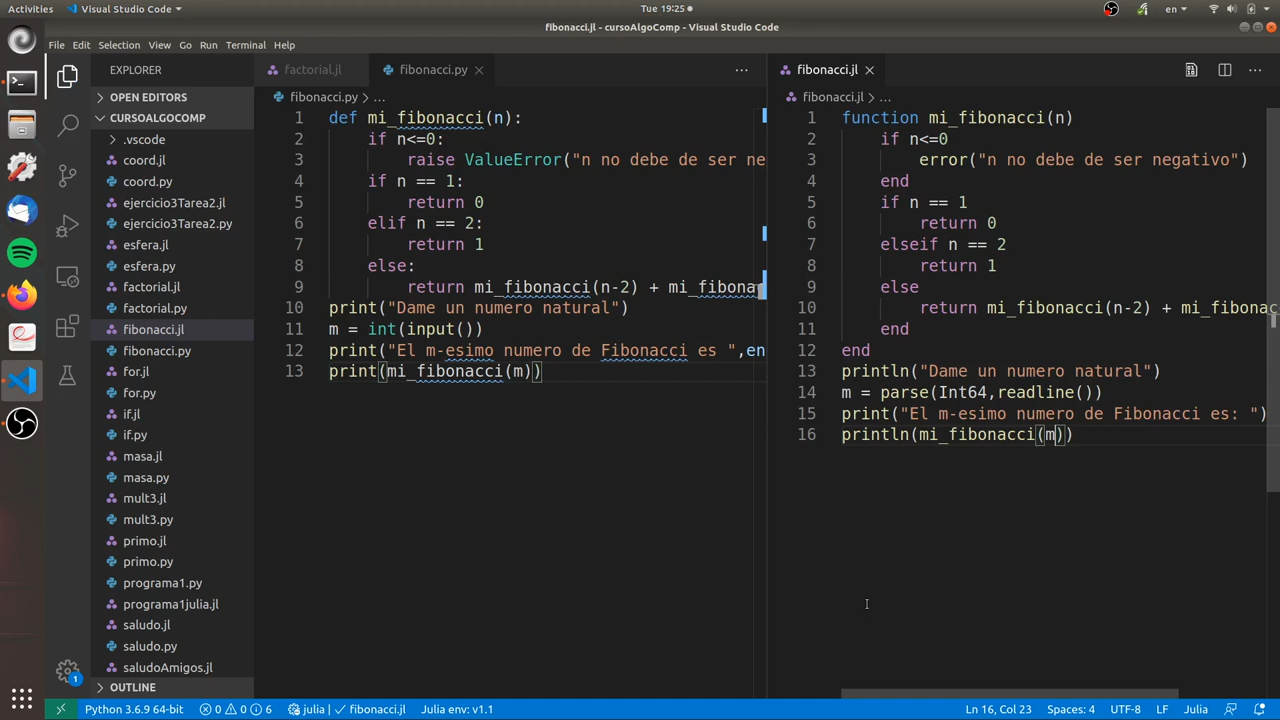 Activities
Visual Studio Code
Tue 19:25
en
fibonacci.jl - cursoAlgoComp - Visual Studio Code
File Edit Selection View Go Run Terminal Help
EXPLORER
OPEN EDITORS
CURSOALGOCOMP
.vscode
coord.jl
coord.py
ejercicio3Tarea2.jl
ejercicio3Tarea2.py
esfera.jl
esfera.py
factorial.jl
factorial.py
fibonacci.jl
fibonacci.py
for.jl
for.py
if.jl
if.py
masa.jl
masa.py
mult3.jl
mult3.py
primo.jl
primo.py
programa1.py
programa1julia.jl
saludo.jl
saludo.py
saludoAmigos.jl
OUTLINE
factorial.jl
fibonacci.py
fibonacci.py > ...
1 def mi_fibonacci(n):
2 if n<=0:
3 raise ValueError("n no debe de ser ne
4 if n == 1:
5 return 0
6 elif n == 2:
7 return 1
8 else:
9 return mi_fibonacci(n-2) + mi_fibona
10 print("Dame un numero natural")
11 m = int(input())
12 print("El m-esimo numero de Fibonacci es ",en
13 print(mi_fibonacci(m))
fibonacci.jl
fibonacci.jl > ...
1 function mi_fibonacci(n)
2 if n<=0
3 error("n no debe de ser negativo")
4 end
5 if n == 1
6 return 0
7 elseif n == 2
8 return 1
9 else
10 return mi_fibonacci(n-2) + mi_fibonac
11 end
12 end
13 println("Dame un numero natural")
14 m = parse(Int64,readline())
15 print("El m-esimo numero de Fibonacci es: ")
16 println(mi_fibonacci(m))
1
Python 3.6.9 64-bit
0 0 6
julia | ✓ fibonacci.jl
Julia env: v1.1
Ln 16, Col 23
Spaces: 4
UTF-8
LF
Julia